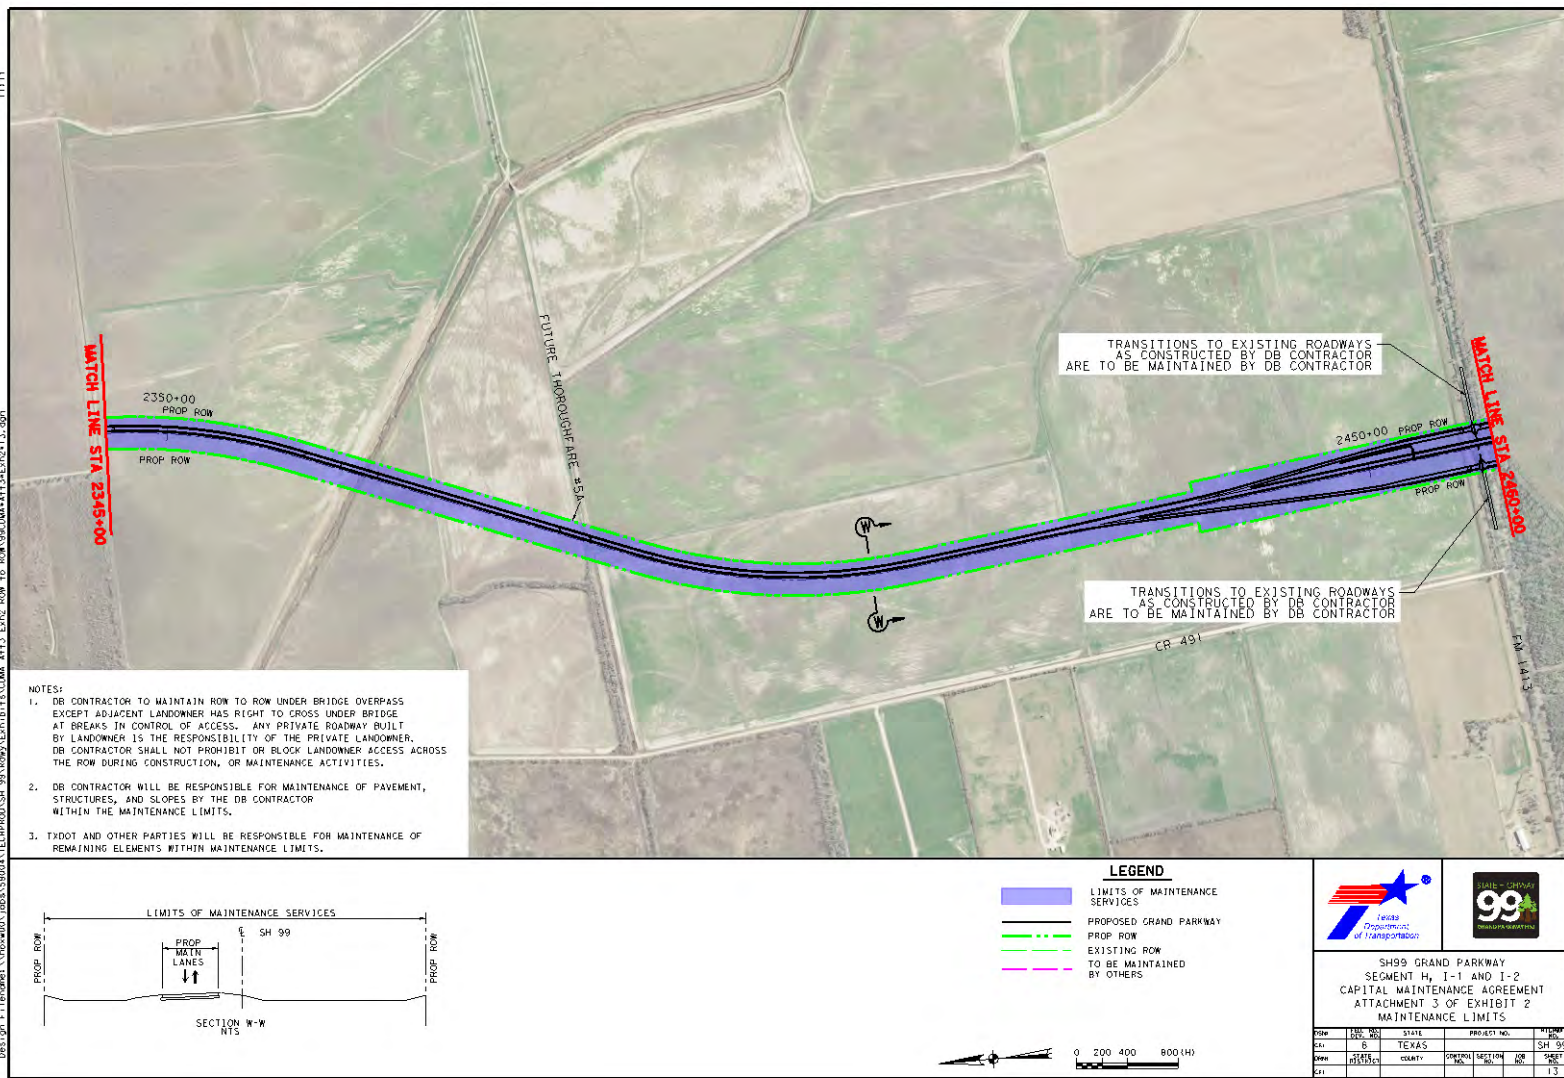 MATCH LINE STA 2345+00
2350+00
PROP ROW
PROP ROW
FUTURE THOROUGHFARE #5A
W
W
TRANSITIONS TO EXISTING ROADWAYS
AS CONSTRUCTED BY DB CONTRACTOR
ARE TO BE MAINTAINED BY DB CONTRACTOR
2450+00 PROP ROW
PROP ROW
MATCH LINE STA 2460+00
TRANSITIONS TO EXISTING ROADWAYS
AS CONSTRUCTED BY DB CONTRACTOR
ARE TO BE MAINTAINED BY DB CONTRACTOR
CR 491
FM 1413
NOTES:
1. DB CONTRACTOR TO MAINTAIN ROW TO ROW UNDER BRIDGE OVERPASS
EXCEPT ADJACENT LANDOWNER HAS RIGHT TO CROSS UNDER BRIDGE
AT BREAKS IN CONTROL OF ACCESS. ANY PRIVATE ROADWAY BUILT
BY LANDOWNER IS THE RESPONSIBILITY OF THE PRIVATE LANDOWNER.
DB CONTRACTOR SHALL NOT PROHIBIT OR BLOCK LANDOWNER ACCESS ACROSS
THE ROW DURING CONSTRUCTION, OR MAINTENANCE ACTIVITIES.
2. DB CONTRACTOR WILL BE RESPONSIBLE FOR MAINTENANCE OF PAVEMENT,
STRUCTURES, AND SLOPES BY THE DB CONTRACTOR
WITHIN THE MAINTENANCE LIMITS.
3. TXDOT AND OTHER PARTIES WILL BE RESPONSIBLE FOR MAINTENANCE OF
REMAINING ELEMENTS WITHIN MAINTENANCE LIMITS.
LIMITS OF MAINTENANCE SERVICES
SH 99
PROP ROW
PROP
MAIN
LANES
PROP ROW
SECTION W-W
NTS
LEGEND
LIMITS OF MAINTENANCE
SERVICES
PROPOSED GRAND PARKWAY
PROP ROW
EXISTING ROW
TO BE MAINTAINED
BY OTHERS
0 200 400 800(H)
Texas
Department
of Transportation
99
SH99 GRAND PARKWAY
SEGMENT H, I-1 AND I-2
CAPITAL MAINTENANCE AGREEMENT
ATTACHMENT 3 OF EXHIBIT 2
MAINTENANCE LIMITS
STATE PROJECT NO.
6 TEXAS SH 99
STATE DISTRICT COUNTY CONTROL NO. SECTION NO. JOB NO. SHEET NO.
13